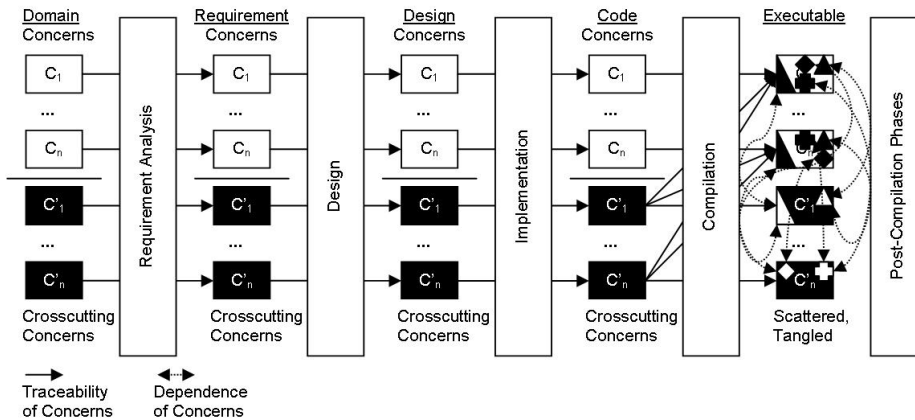 Domain
Concerns
C1
...
Cn
C'1
...
C'n
Crosscutting
Concerns
Requirement Analysis
Requirement
Concerns
C1
...
Cn
C'1
...
C'n
Crosscutting
Concerns
Design
Design
Concerns
C1
...
Cn
C'1
...
C'n
Crosscutting
Concerns
Implementation
Code
Concerns
C1
...
Cn
C'1
...
C'n
Crosscutting
Concerns
Compilation
Executable
...
C'1
...
C'n
Scattered,
Tangled
Post-Compilation Phases
Traceability
of Concerns
Dependence
of Concerns